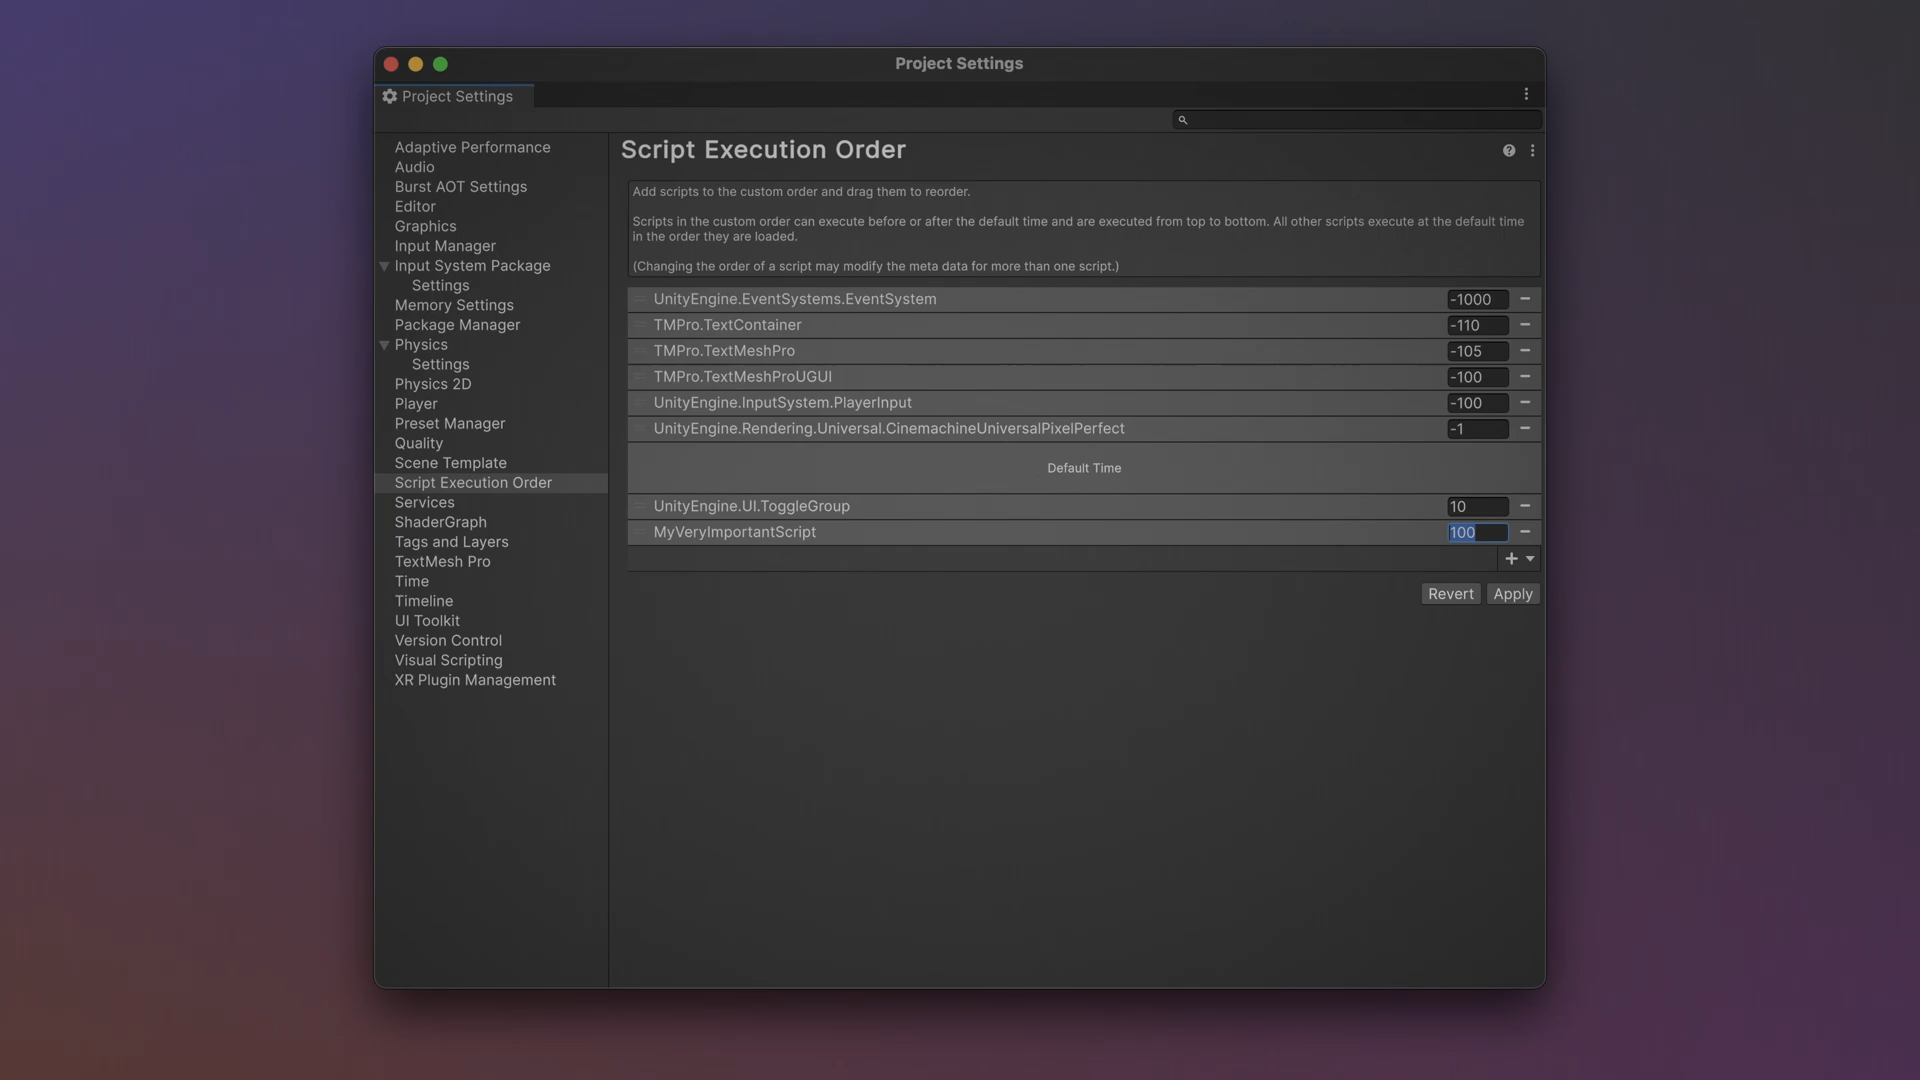 Project Settings
Project Settings
Adaptive Performance
Audio
Burst AOT Settings
Editor
Graphics
Input Manager
Input System Package
Settings
Memory Settings
Package Manager
Physics
Settings
Physics 2D
Player
Preset Manager
Quality
Scene Template
Script Execution Order
Services
ShaderGraph
Tags and Layers
TextMesh Pro
Time
Timeline
UI Toolkit
Version Control
Visual Scripting
XR Plugin Management
Script Execution Order
Add scripts to the custom order and drag them to reorder.
Scripts in the custom order can execute before or after the default time and are executed from top to bottom. All other scripts execute at the default time
in the order they are loaded.
(Changing the order of a script may modify the meta data for more than one script.)
UnityEngine.EventSystems.EventSystem -1000
TMPro.TextContainer -110
TMPro.TextMeshPro -105
TMPro.TextMeshProUGUI -100
UnityEngine.InputSystem.PlayerInput -100
UnityEngine.Rendering.Universal.CinemachineUniversalPixelPerfect -1
Default Time
UnityEngine.UI.ToggleGroup 10
MyVeryImportantScript 100
Revert Apply